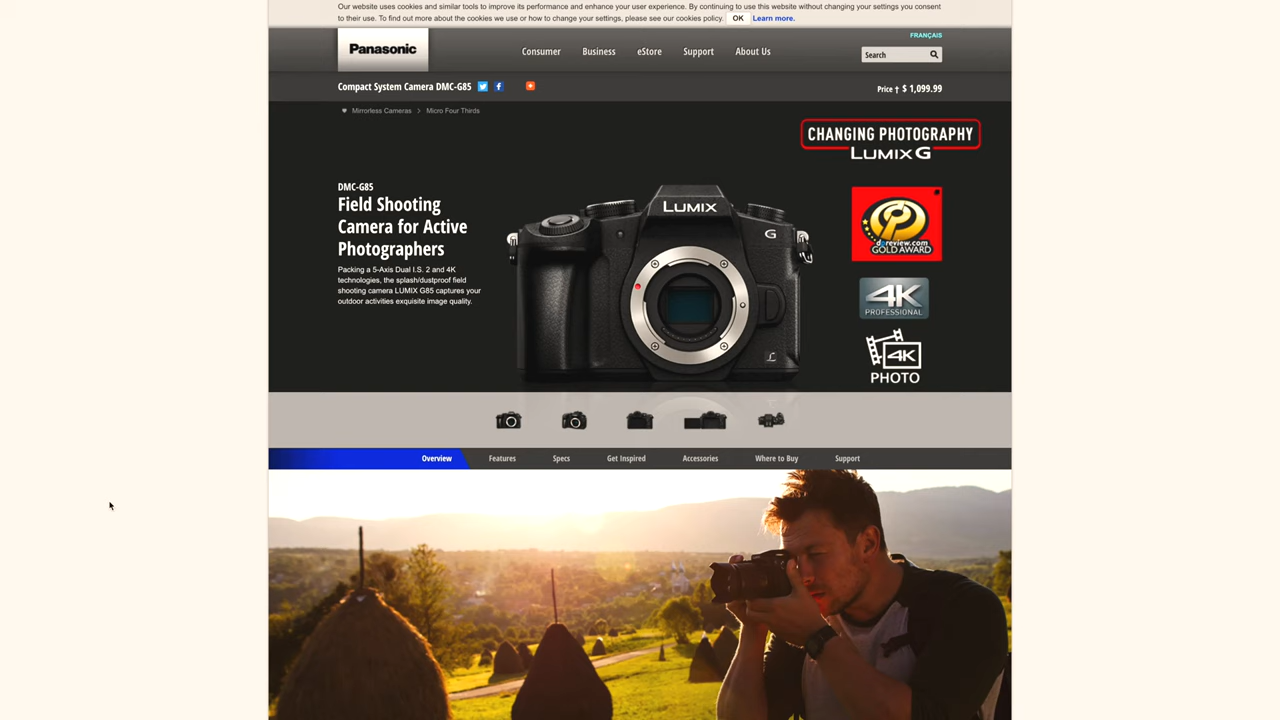 Our website uses cookies and similar tools to improve its performance and enhance your user experience. By continuing to use this website without changing your settings you consent
to their use. To find out more about the cookies we use or how to change your settings, please see our cookies policy. OK Learn more.
FRANÇAIS
Panasonic Consumer Business eStore Support About Us Search
Compact System Camera DMC-G85
Price † $ 1,099.99
Mirrorless Cameras > Micro Four Thirds
CHANGING PHOTOGRAPHY
LUMIX G
DMC-G85
Field Shooting
Camera for Active
Photographers
Packing a 5-Axis Dual I.S. 2 and 4K
technologies, the splash/dustproof field
shooting camera LUMIX G85 captures your
outdoor activities exquisite image quality.
LUMIX
G
dpreview.com
GOLD AWARD
4K
PROFESSIONAL
4K
PHOTO
Overview Features Specs Get Inspired Accessories Where to Buy Support